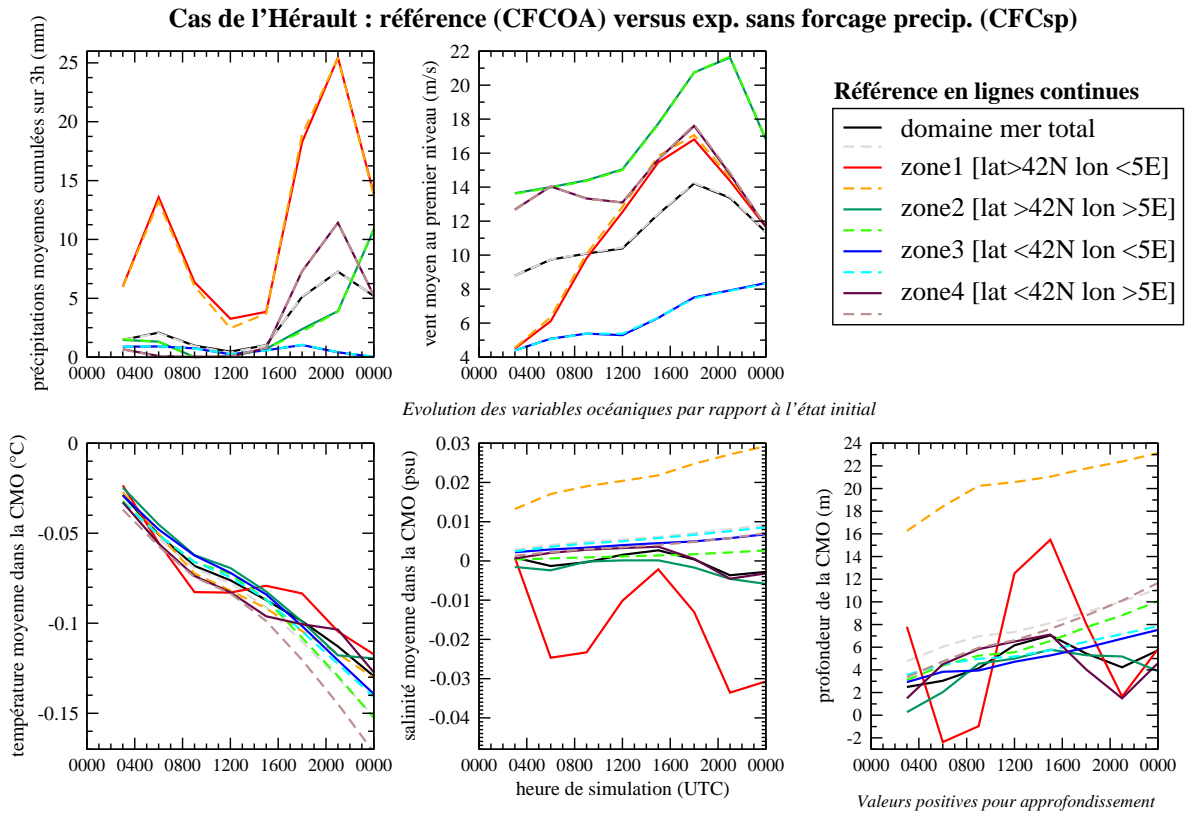 Cas de l'Hérault : référence (CFCOA) versus exp. sans forcage precip. (CFCsp)
précipitations moyennes cumulées sur 3h (mm)
25
20
15
10
5
0
0000 0400 0800 1200 1600 2000 0000
vent moyen au premier niveau (m/s)
22
20
18
16
14
12
10
8
6
4
0000 0400 0800 1200 1600 2000 0000
Référence en lignes continues
domaine mer total
zone1 [lat>42N lon <5E]
zone2 [lat >42N lon >5E]
zone3 [lat <42N lon <5E]
zone4 [lat <42N lon >5E]
Evolution des variables océaniques par rapport à l'état initial
température moyenne dans la CMO (°C)
0
-0.05
-0.1
-0.15
0000 0400 0800 1200 1600 2000 0000
salinité moyenne dans la CMO (psu)
0.03
0.02
0.01
0
-0.01
-0.02
-0.03
-0.04
0000 0400 0800 1200 1600 2000 0000
heure de simulation (UTC)
profondeur de la CMO (m)
24
22
20
18
16
14
12
10
8
6
4
2
0
-2
0000 0400 0800 1200 1600 2000 0000
Valeurs positives pour approfondissement